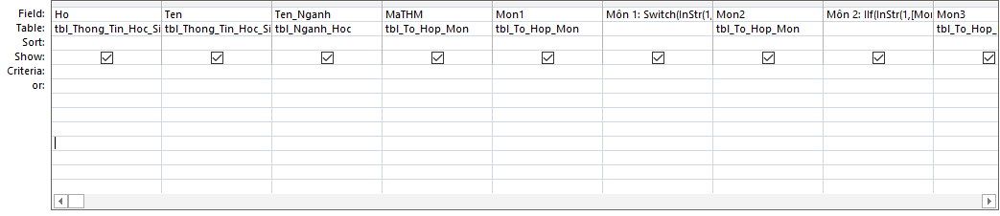 Field: Ho Ten Ten_Nganh MaTHM Mon1 Môn 1: Switch(InStr(1, Mon2 Môn 2: IIf(InStr(1,[Mo Mon3
Table: tbl_Thong_Tin_Hoc_Si tbl_Thong_Tin_Hoc_Si tbl_Nganh_Hoc tbl_To_Hop_Mon tbl_To_Hop_Mon tbl_To_Hop_Mon tbl_To_Hop_
Sort:
Show:
Criteria:
or: